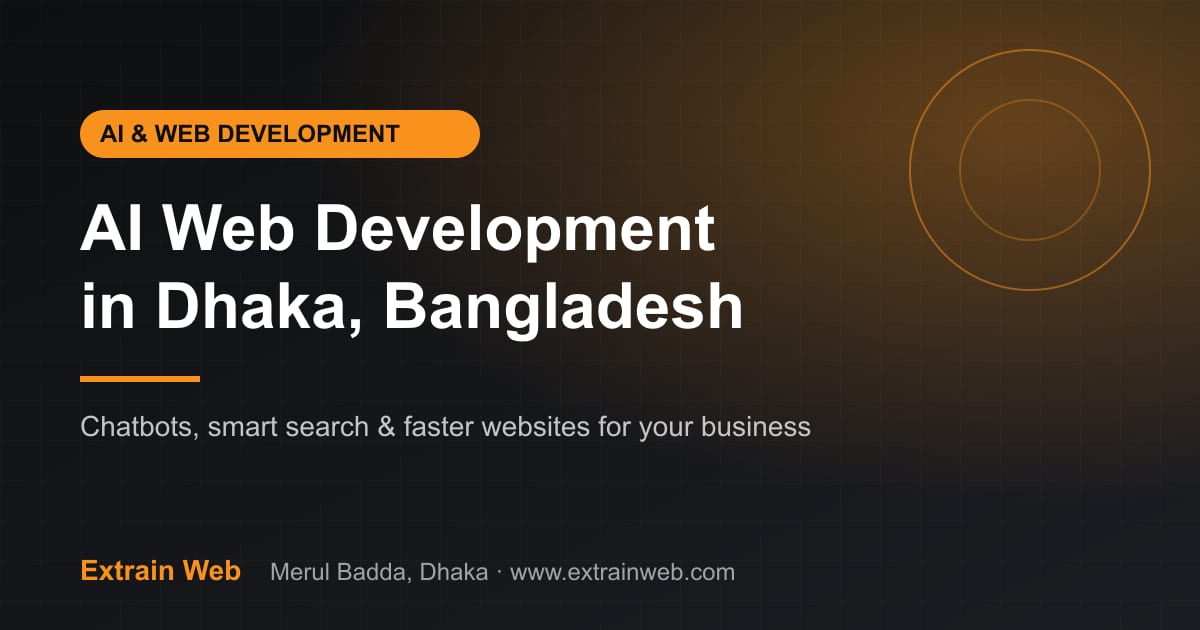 AI & WEB DEVELOPMENT
AI Web Development
in Dhaka, Bangladesh
Chatbots, smart search & faster websites for your business
Extrain Web Merul Badda, Dhaka · www.extrainweb.com